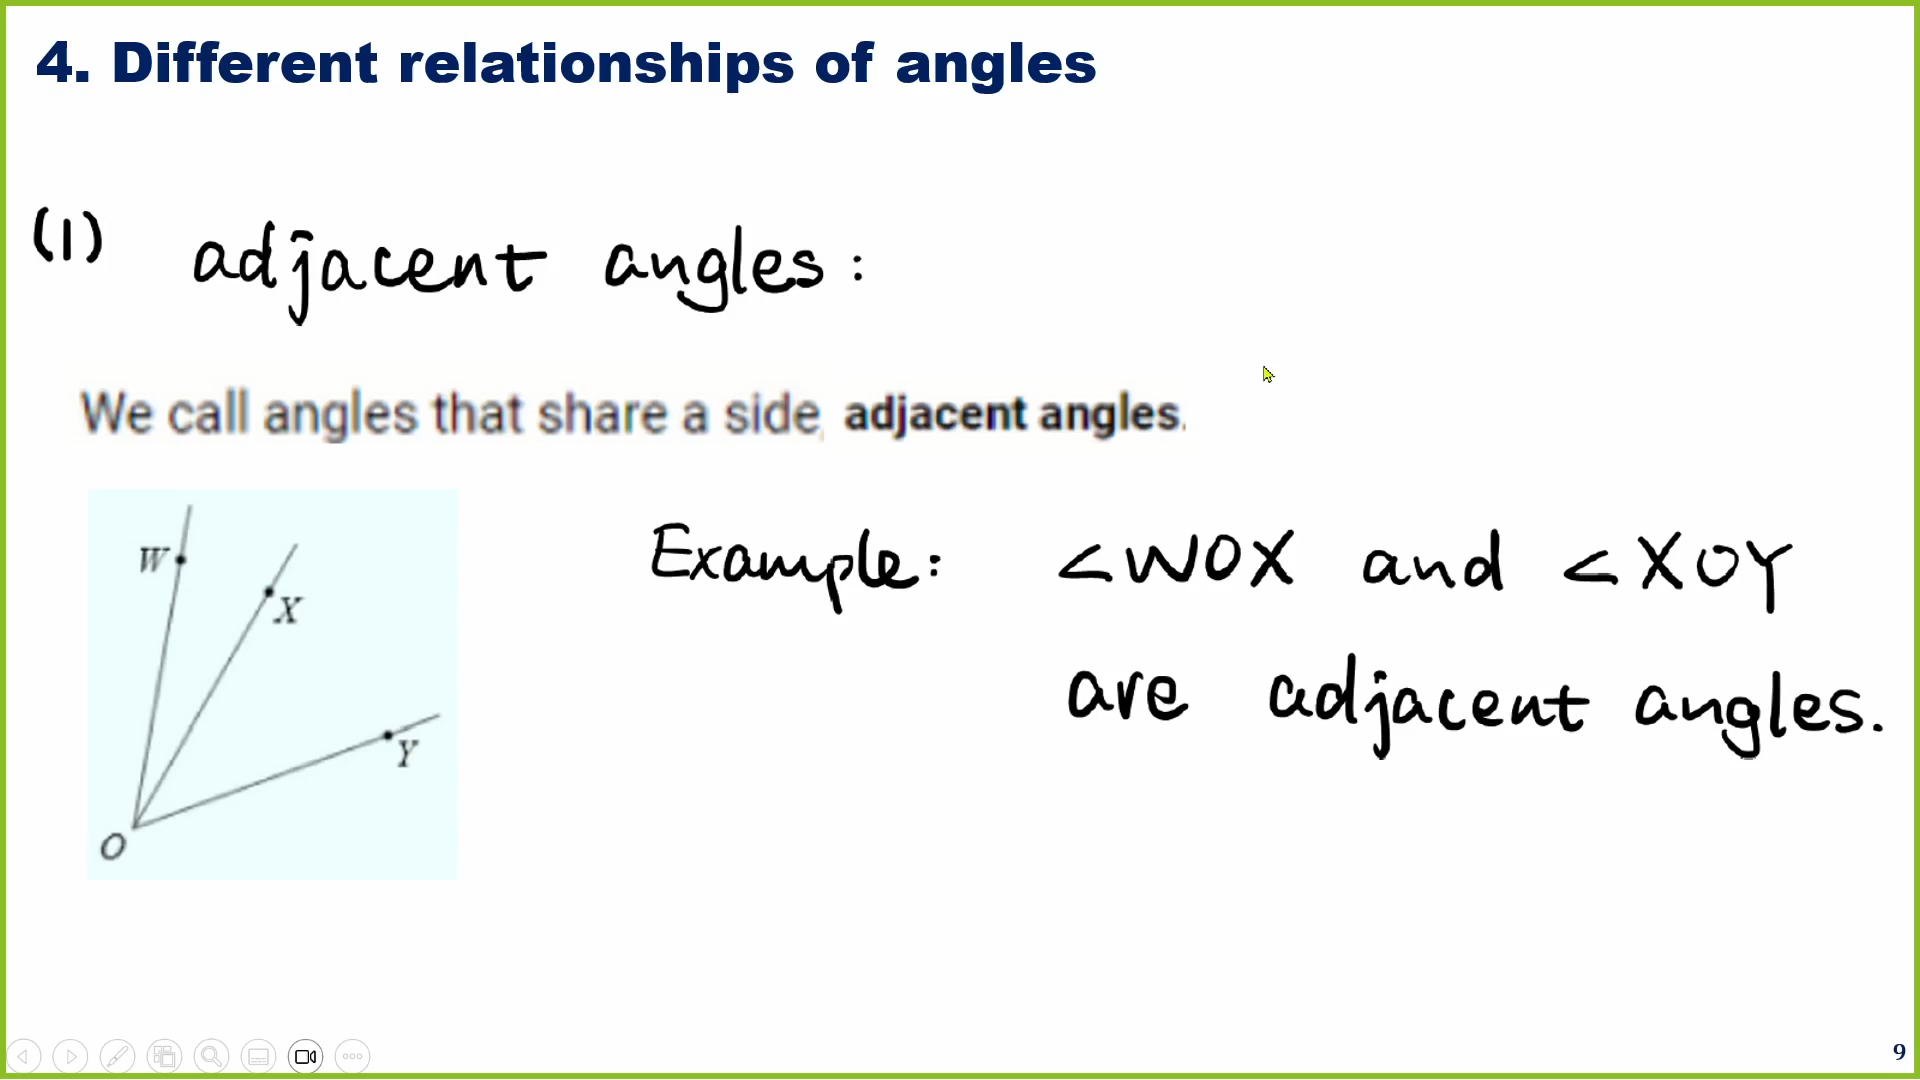 4. Different relationships of angles
(1) adjacent angles:
We call angles that share a side, adjacent angles.
W
X
Y
O
Example: <WOX and <XOY
are adjacent angles.
9